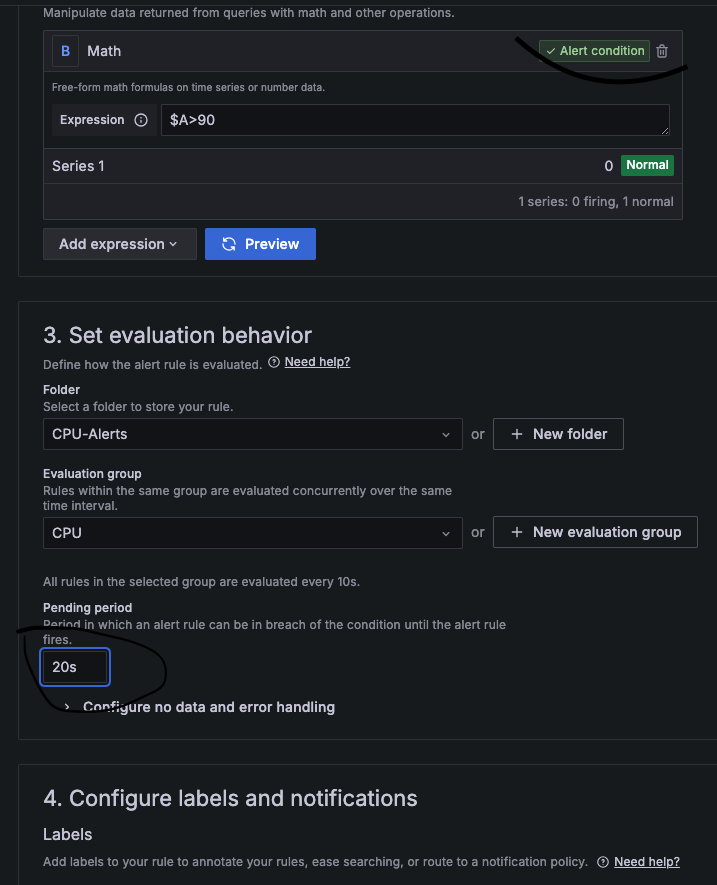 Manipulate data returned from queries with math and other operations.
B Math ✓ Alert condition
Free-form math formulas on time series or number data.
Expression $A>90
Series 1 0 Normal
1 series: 0 firing, 1 normal
Add expression Preview
3. Set evaluation behavior
Define how the alert rule is evaluated. Need help?
Folder
Select a folder to store your rule.
CPU-Alerts or + New folder
Evaluation group
Rules within the same group are evaluated concurrently over the same
time interval.
CPU or + New evaluation group
All rules in the selected group are evaluated every 10s.
Pending period
Period in which an alert rule can be in breach of the condition until the alert rule
fires.
20s
Configure no data and error handling
4. Configure labels and notifications
Labels
Add labels to your rule to annotate your rules, ease searching, or route to a notification policy. Need help?